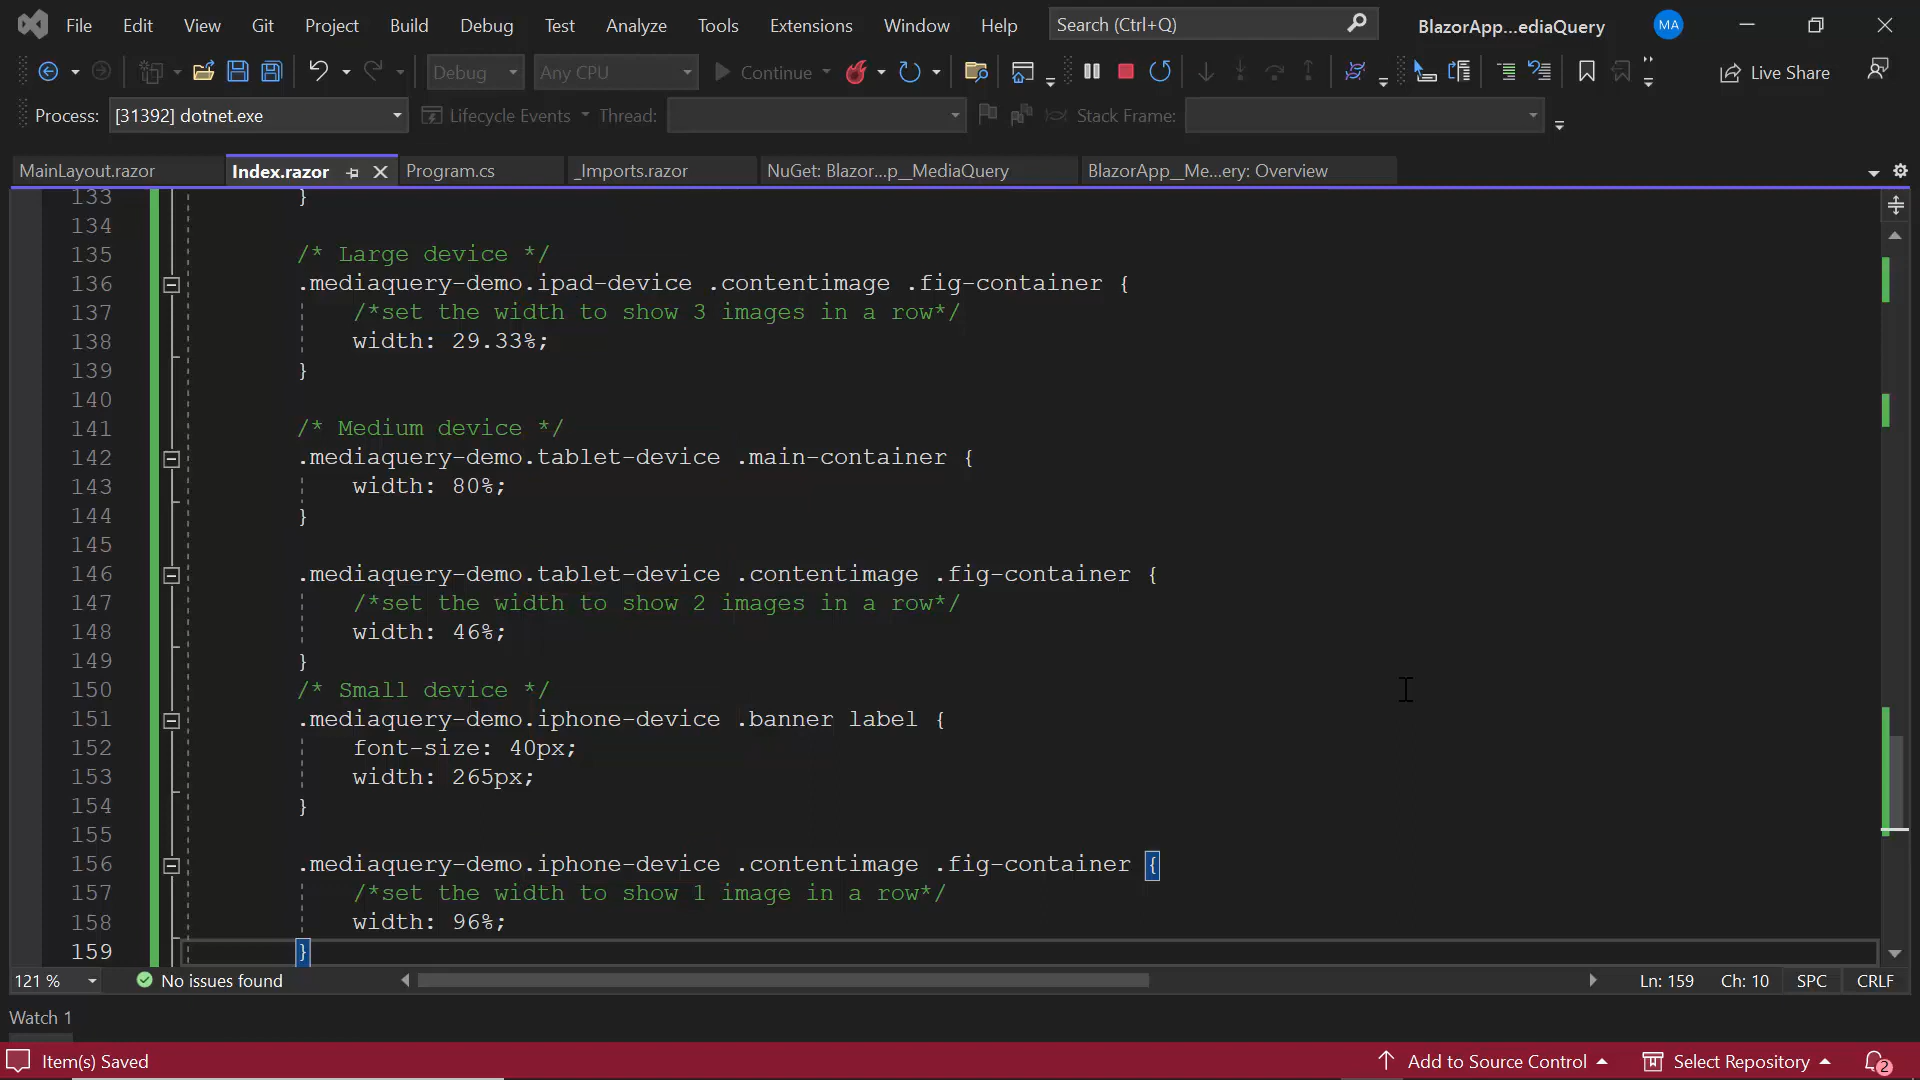 File Edit View Git Project Build Debug Test Analyze Tools Extensions Window Help Search (Ctrl+Q) BlazorApp...ediaQuery MA
Debug Any CPU Continue Live Share
Process: [31392] dotnet.exe Lifecycle Events Thread: Stack Frame:
MainLayout.razor Index.razor Program.cs _Imports.razor NuGet: Blazor...p__MediaQuery BlazorApp__Me...ery: Overview
133 }
134
135 /* Large device */
136 .mediaquery-demo.ipad-device .contentimage .fig-container {
137 /*set the width to show 3 images in a row*/
138 width: 29.33%;
139 }
140
141 /* Medium device */
142 .mediaquery-demo.tablet-device .main-container {
143 width: 80%;
144 }
145
146 .mediaquery-demo.tablet-device .contentimage .fig-container {
147 /*set the width to show 2 images in a row*/
148 width: 46%;
149 }
150 /* Small device */
151 .mediaquery-demo.iphone-device .banner label {
152 font-size: 40px;
153 width: 265px;
154 }
155
156 .mediaquery-demo.iphone-device .contentimage .fig-container {
157 /*set the width to show 1 image in a row*/
158 width: 96%;
159 }
121 % No issues found Ln: 159 Ch: 10 SPC CRLF
Watch 1
Item(s) Saved Add to Source Control Select Repository 2